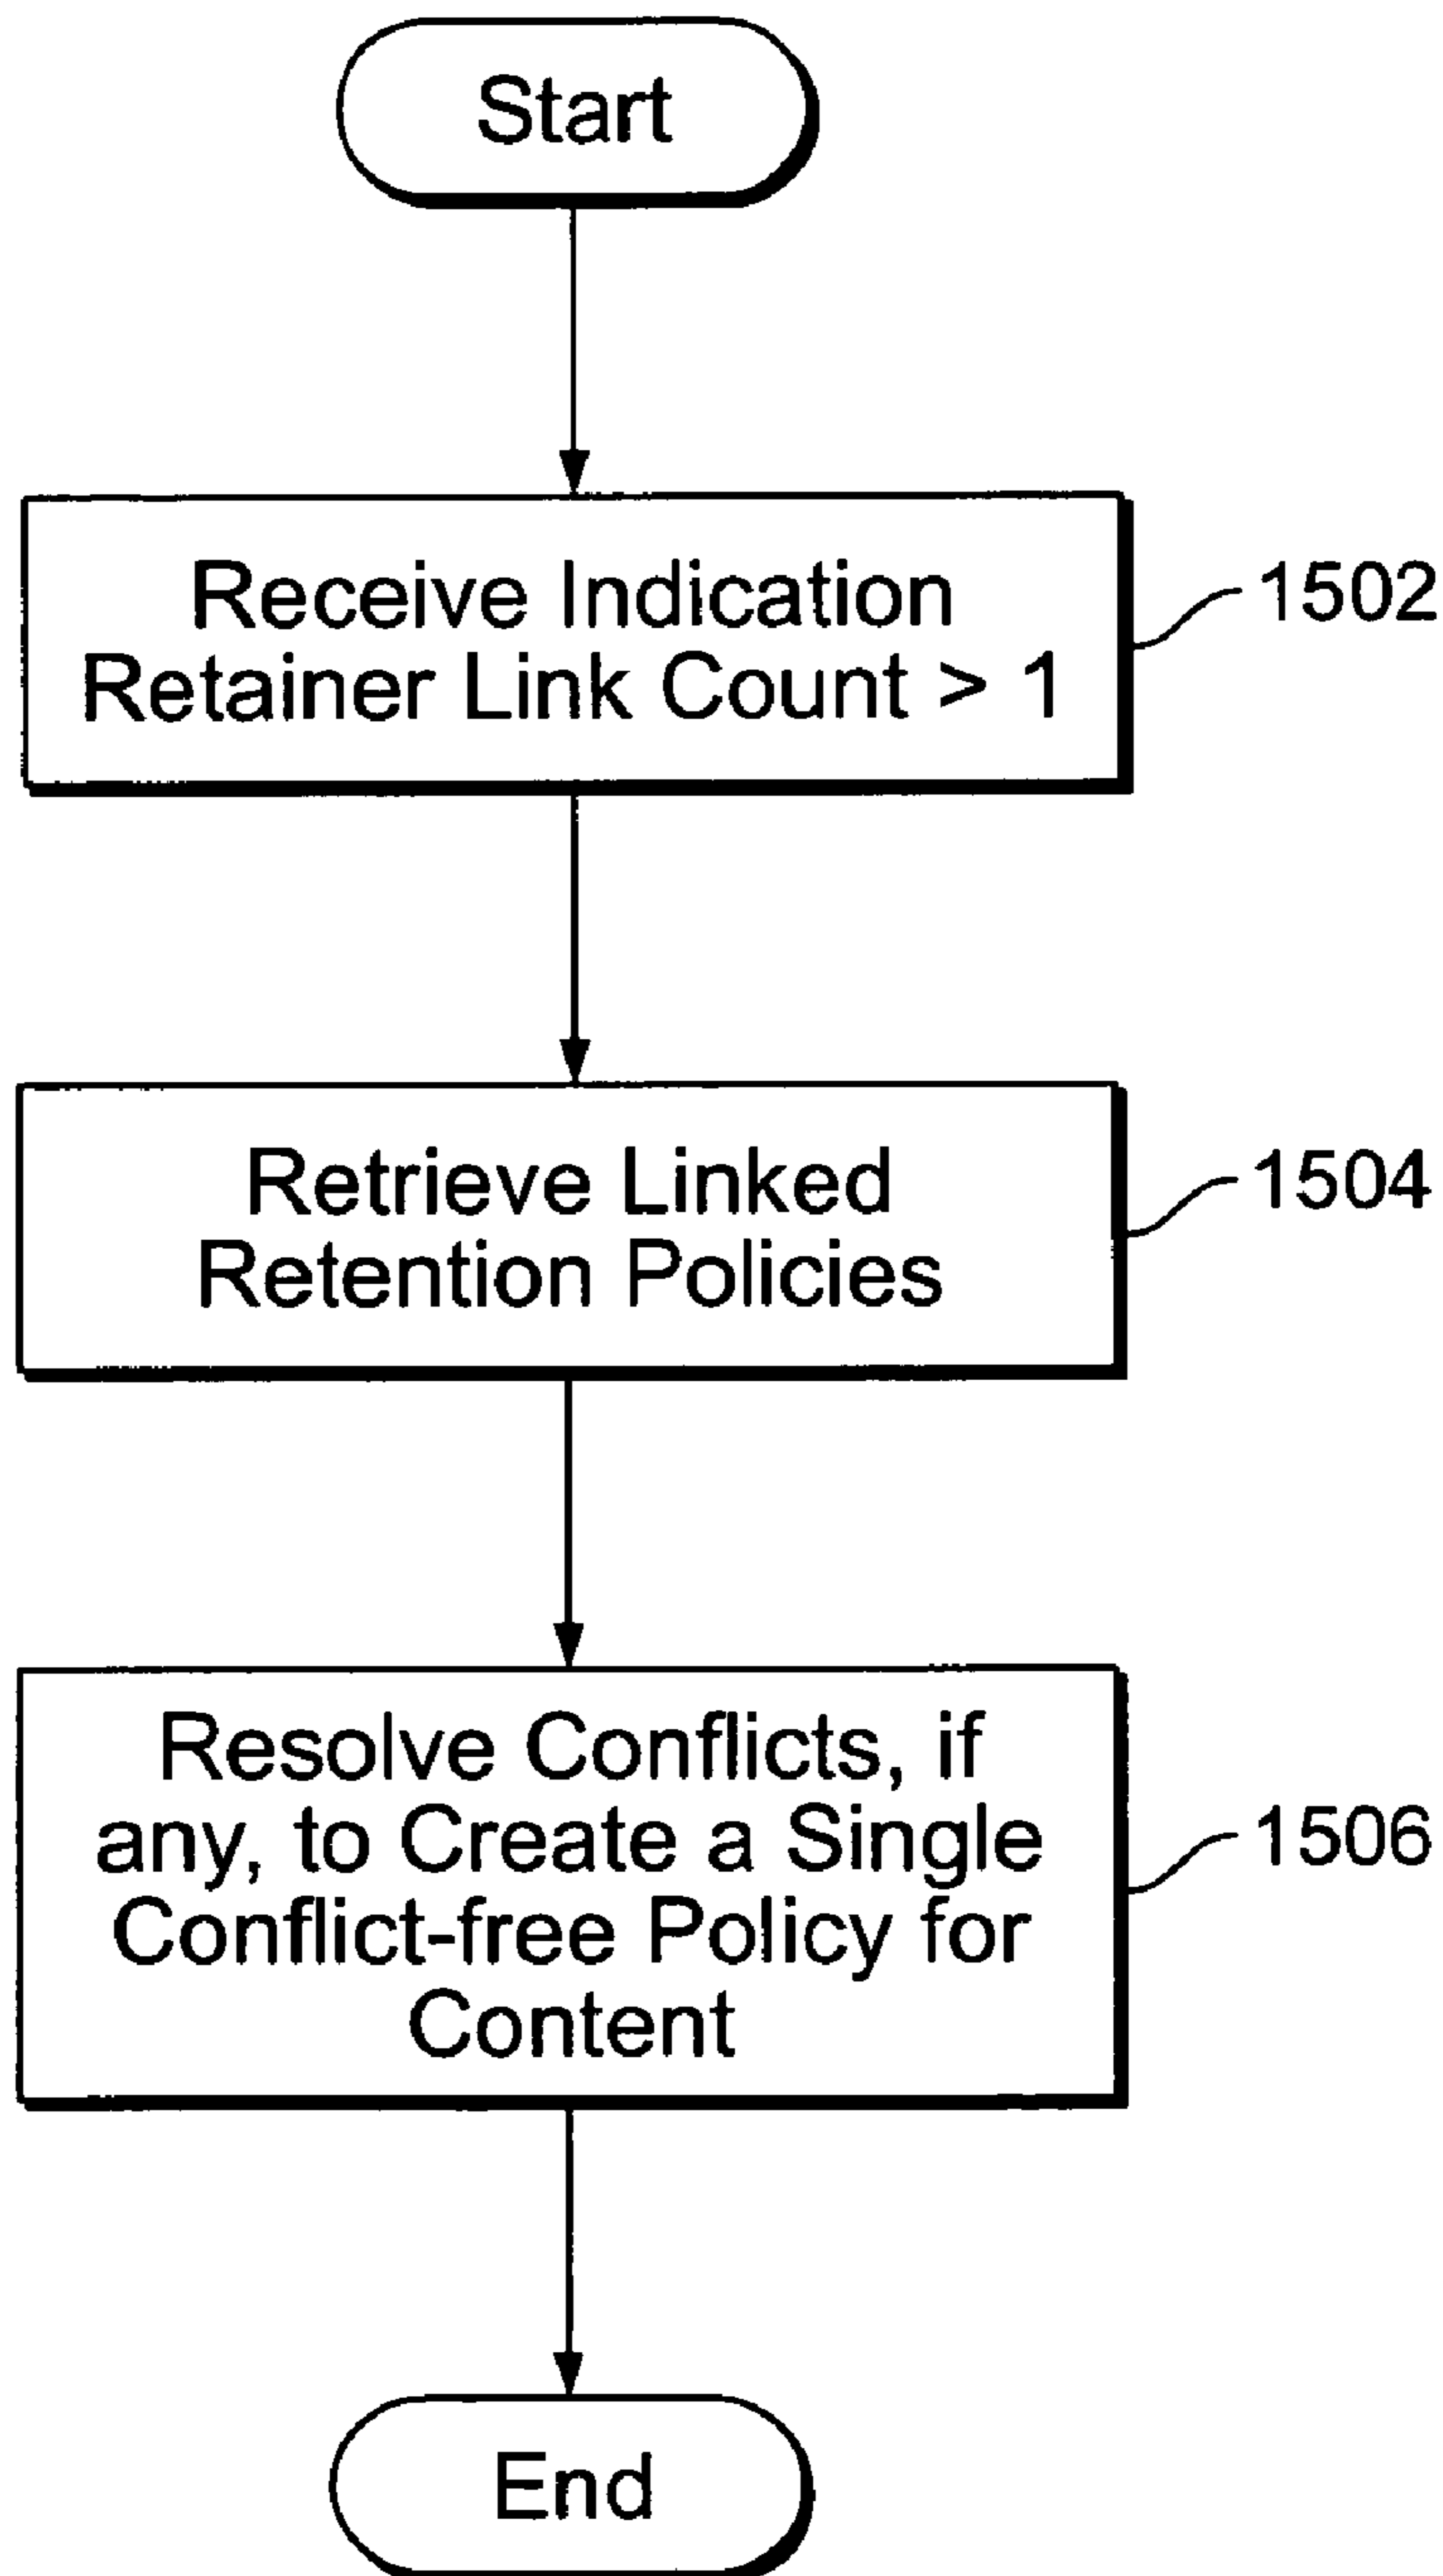 Start
Receive Indication
Retainer Link Count > 1
1502
Retrieve Linked
Retention Policies
1504
Resolve Conflicts, if
any, to Create a Single
Conflict-free Policy for
Content
1506
End